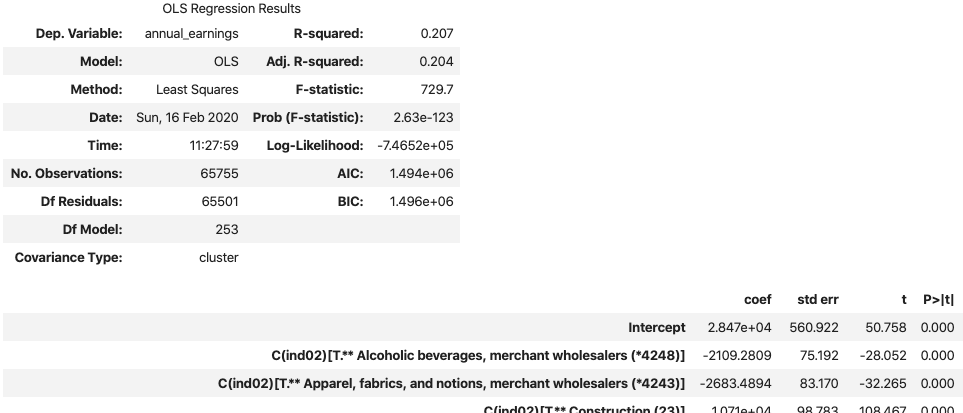 OLS Regression Results
Dep. Variable: annual_earnings R-squared: 0.207
Model: OLS Adj. R-squared: 0.204
Method: Least Squares F-statistic: 729.7
Date: Sun, 16 Feb 2020 Prob (F-statistic): 2.63e-123
Time: 11:27:59 Log-Likelihood: -7.4652e+05
No. Observations: 65755 AIC: 1.494e+06
Df Residuals: 65501 BIC: 1.496e+06
Df Model: 253
Covariance Type: cluster
coef std err t P>|t|
Intercept 2.847e+04 560.922 50.758 0.000
C(ind02)[T.** Alcoholic beverages, merchant wholesalers (*4248)] -2109.2809 75.192 -28.052 0.000
C(ind02)[T.** Apparel, fabrics, and notions, merchant wholesalers (*4243)] -2683.4894 83.170 -32.265 0.000
C(ind02)[T.** Construction (23)] 1.071e+04 98.783 108.467 0.000